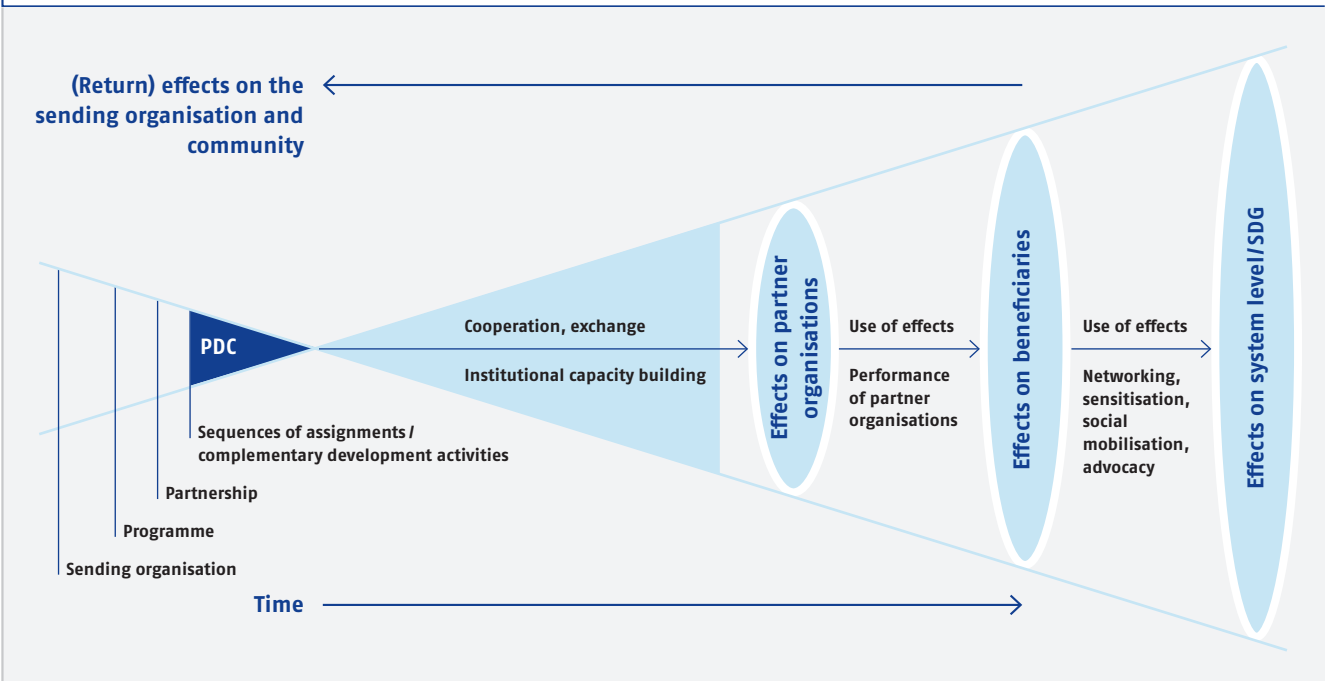 (Return) effects on the
sending organisation and
community
PDC
Sequences of assignments /
complementary development activities
Partnership
Programme
Sending organisation
Cooperation, exchange
Institutional capacity building
Effects on partner
organisations
Use of effects
Performance
of partner
organisations
Effects on beneficiaries
Use of effects
Networking,
sensitisation,
social
mobilisation,
advocacy
Effects on system level/SDG
Time